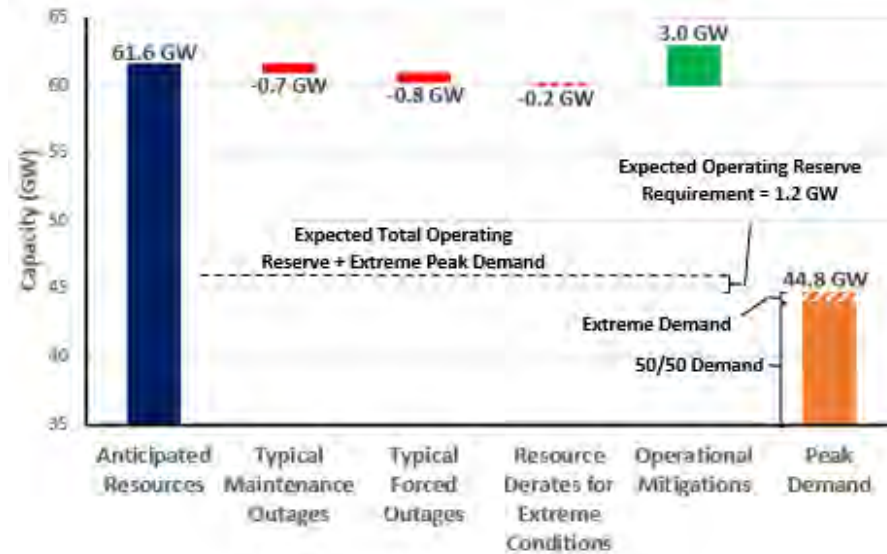 65
61.6 GW
3.0 GW
60
-0.7 GW
-0.8 GW
-0.2 GW
55
Expected Operating Reserve
Requirement = 1.2 GW
Capacity (GW)
50
Expected Total Operating
Reserve + Extreme Peak Demand
45
44.8 GW
Extreme Demand
40
50/50 Demand
35
Anticipated
Resources
Typical
Maintenance
Outages
Typical
Forced
Outages
Resource
Derates for
Extreme
Conditions
Operational
Mitigations
Peak
Demand